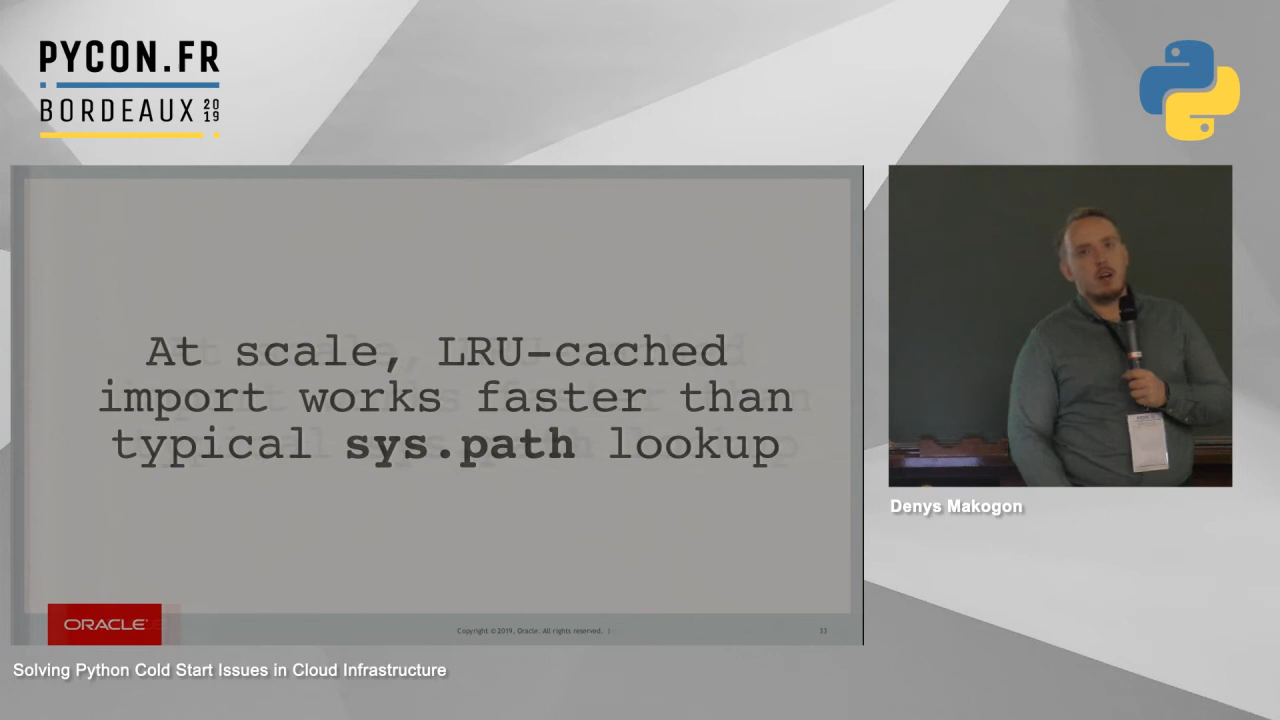 PYCON.FR
BORDEAUX 2019
At scale, LRU-cached
import works faster than
typical sys.path lookup
ORACLE
Copyright © 2019, Oracle. All rights reserved. |
33
Denys Makogon
Solving Python Cold Start Issues in Cloud Infrastructure